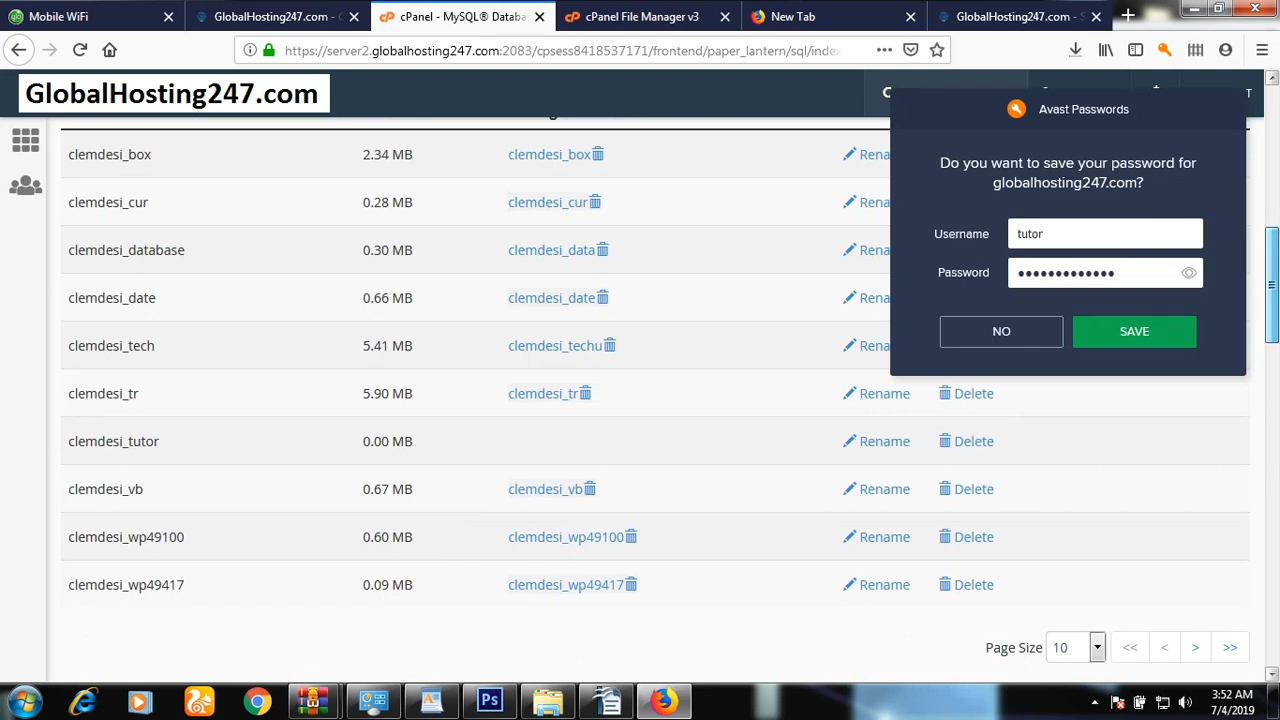 Mobile WiFi
GlobalHosting247.com - C
cPanel - MySQL® Databas
cPanel File Manager v3
New Tab
GlobalHosting247.com - S
https://server2.globalhosting247.com:2083/cpsess8418537171/frontend/paper_lantern/sql/index
GlobalHosting247.com
Avast Passwords
Do you want to save your password for
globalhosting247.com?
Username tutor
Password
NO SAVE
clemdesi_box 2.34 MB clemdesi_box Rena
clemdesi_cur 0.28 MB clemdesi_cur Rena
clemdesi_database 0.30 MB clemdesi_data Rena
clemdesi_date 0.66 MB clemdesi_date Rena
clemdesi_tech 5.41 MB clemdesi_techu Rena
clemdesi_tr 5.90 MB clemdesi_tr Rename Delete
clemdesi_tutor 0.00 MB Rename Delete
clemdesi_vb 0.67 MB clemdesi_vb Rename Delete
clemdesi_wp49100 0.60 MB clemdesi_wp49100 Rename Delete
clemdesi_wp49417 0.09 MB clemdesi_wp49417 Rename Delete
Page Size 10 << < > >>
3:52 AM
7/4/2019